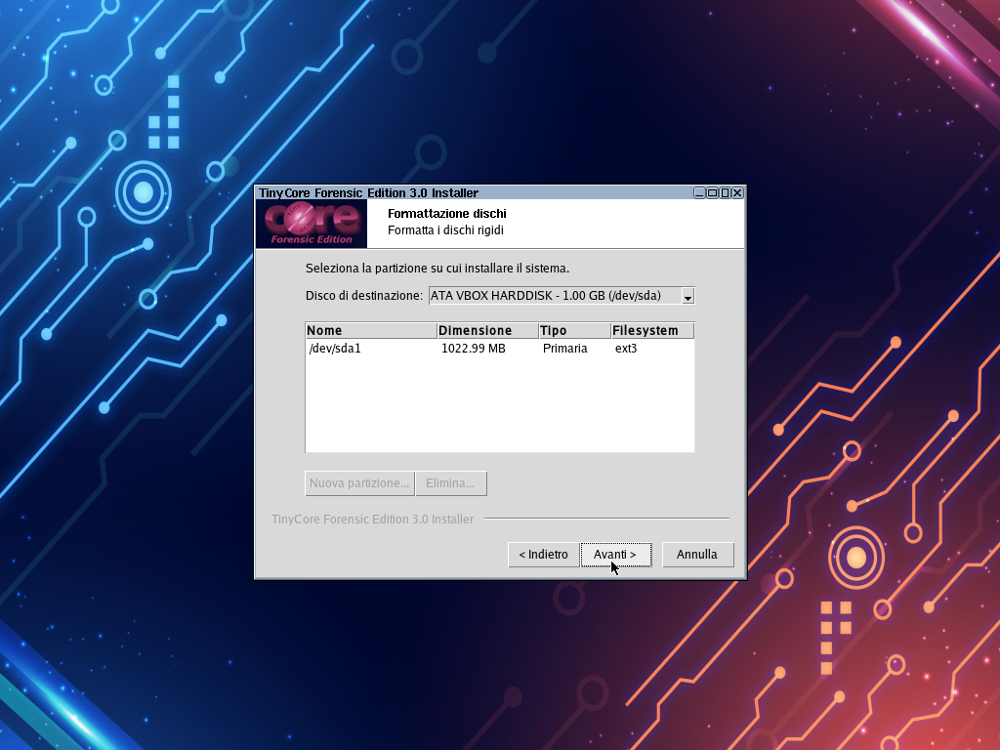 TinyCore Forensic Edition 3.0 Installer
core
Forensic Edition
Formattazione dischi
Formatta i dischi rigidi
Seleziona la partizione su cui installare il sistema.
Disco di destinazione: ATA VBOX HARDDISK - 1.00 GB (/dev/sda)
Nome Dimensione Tipo Filesystem
/dev/sda1 1022.99 MB Primaria ext3
Nuova partizione... Elimina...
TinyCore Forensic Edition 3.0 Installer
< Indietro Avanti > Annulla